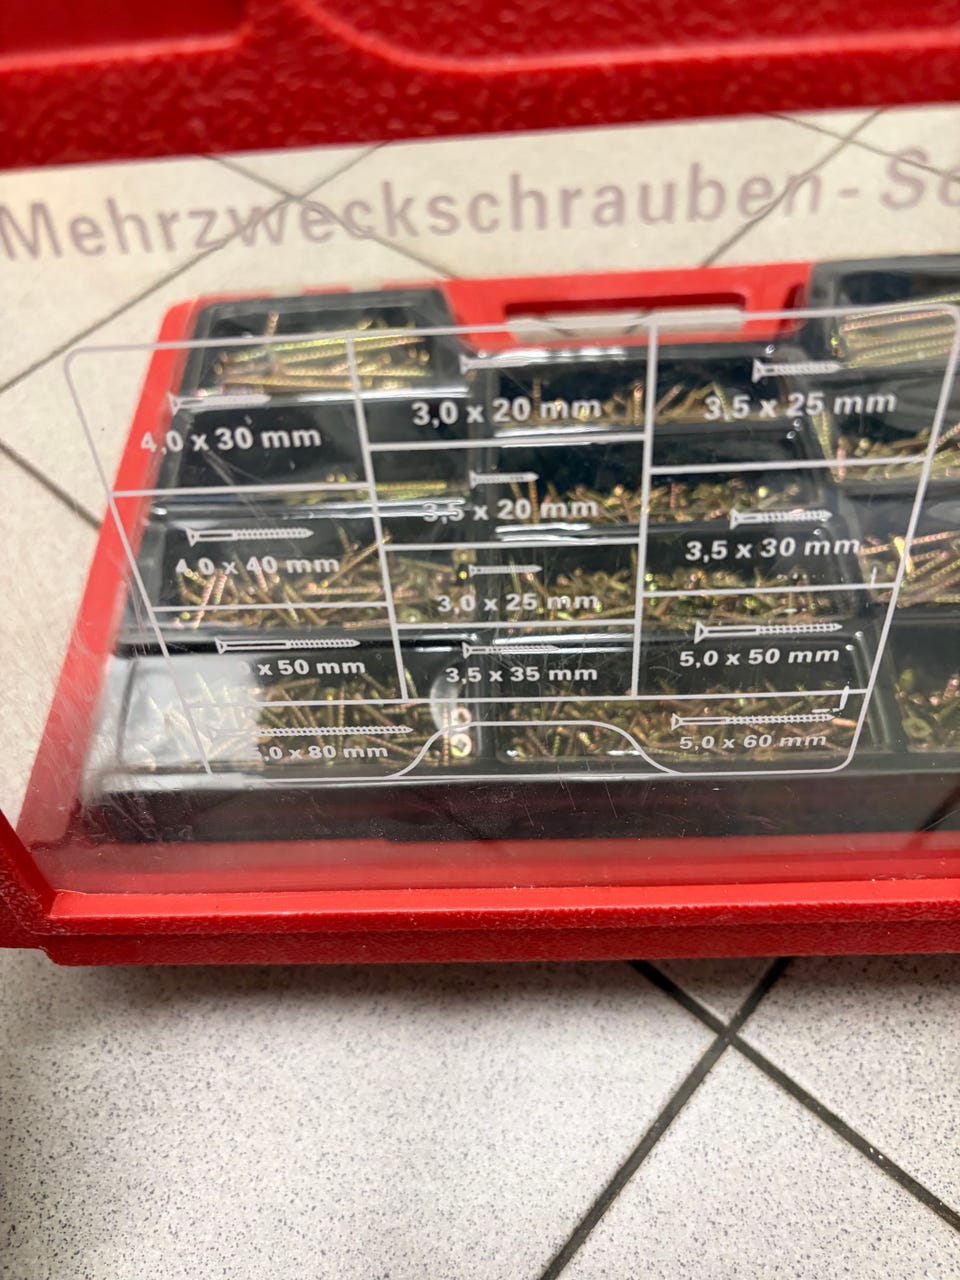 Mehrzweckschrauben-Se
4,0 x 30 mm
3,0 x 20 mm
3,5 x 25 mm
3,5 x 20 mm
3,5 x 30 mm
4,0 x 40 mm
3,0 x 25 mm
x 50 mm
3,5 x 35 mm
5,0 x 50 mm
,0 x 80 mm
5,0 x 60 mm